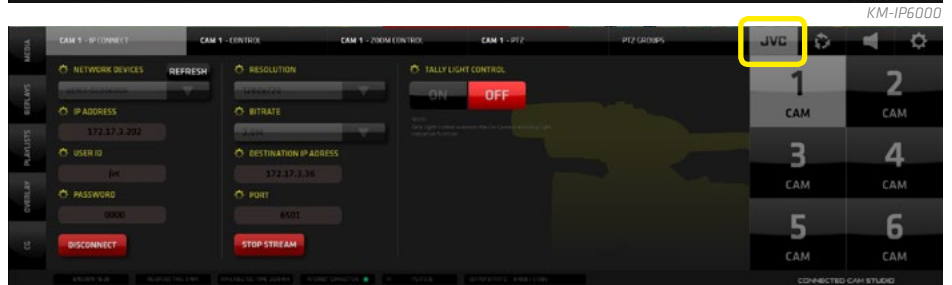 KM-IP6000
CAM 1 - IP CONNECT
CAM 1 - CONTROL
CAM 1 - ZOOM CONTROL
CAM 1 - PTZ
PTZ GROUPS
JVC
MEDIA
REPLAYS
PLAYLISTS
OVERLAY
CG
NETWORK DEVICES
REFRESH
IP ADDRESS
172.17.3.202
USER ID
jvc
PASSWORD
0000
DISCONNECT
RESOLUTION
1280x720
BITRATE
DESTINATION IP ADRESS
172.17.3.36
PORT
6501
STOP STREAM
TALLY LIGHT CONTROL
ON OFF
1
CAM
2
CAM
3
CAM
4
CAM
5
CAM
6
CAM
CONNECTED CAM STUDIO